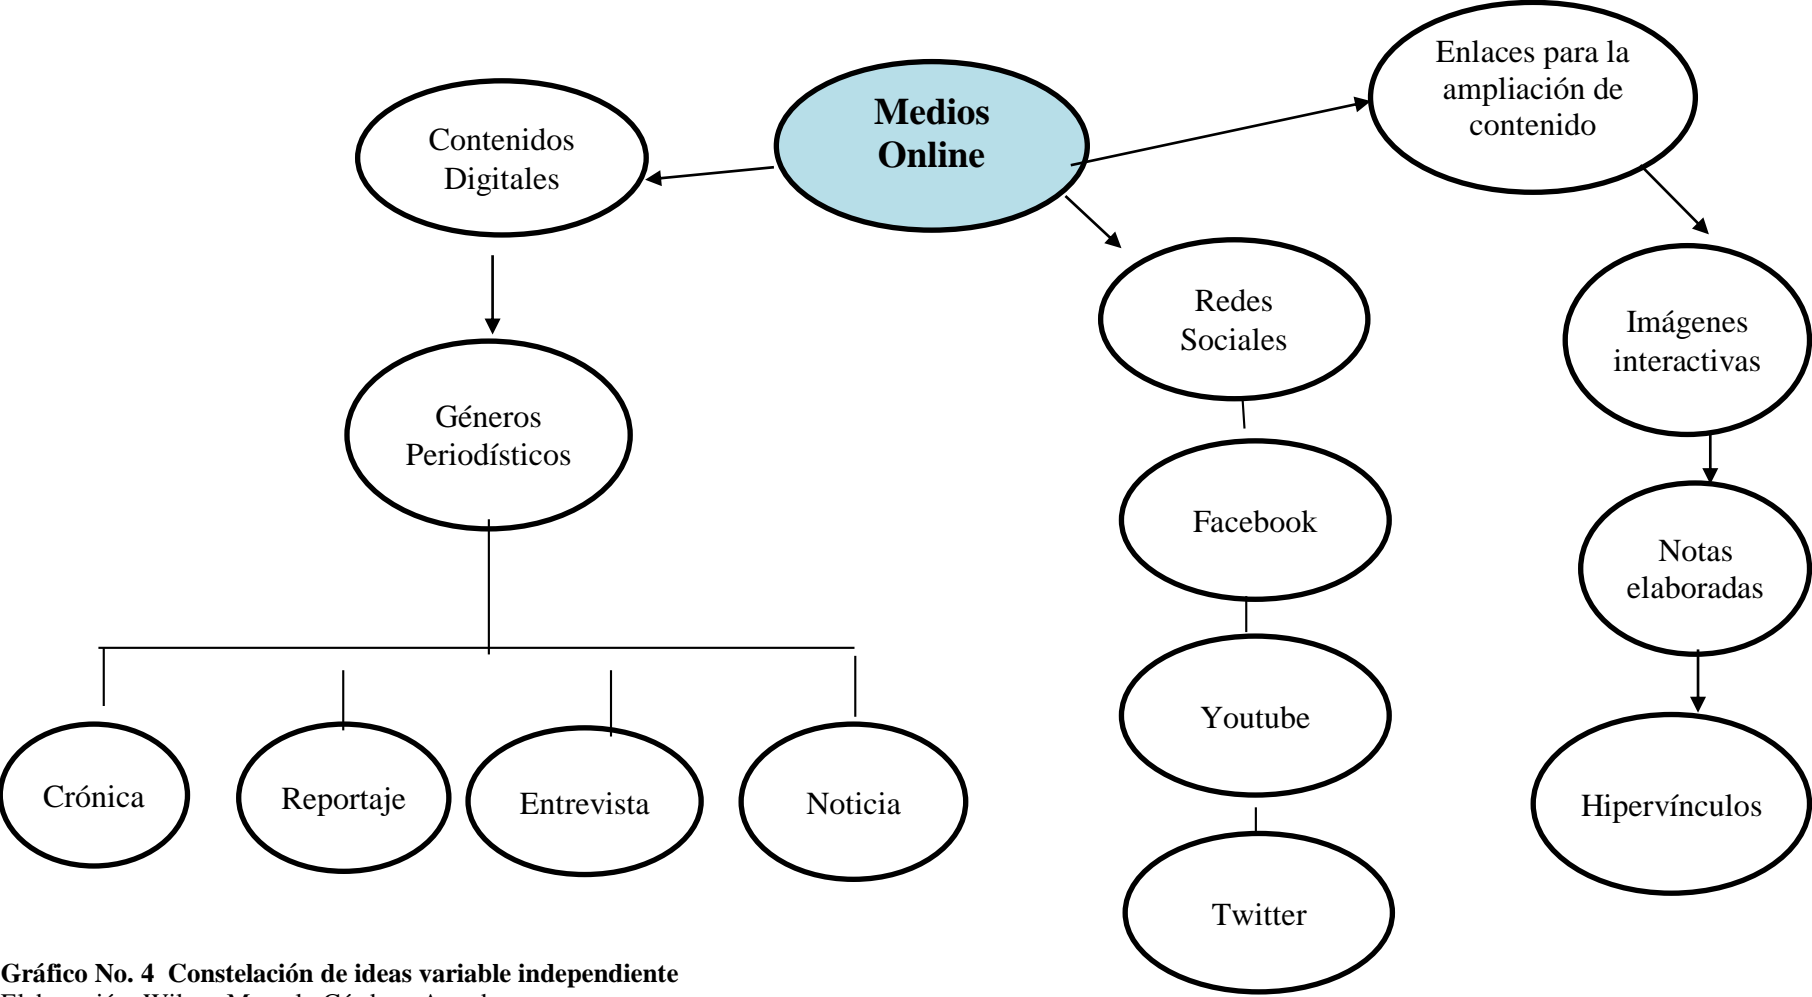 Medios
Online
Contenidos
Digitales
Enlaces para la
ampliación de
contenido
Géneros
Periodísticos
Redes
Sociales
Imágenes
interactivas
Facebook
Notas
elaboradas
Youtube
Crónica
Reportaje
Entrevista
Noticia
Hipervínculos
Twitter
Gráfico No. 4  Constelación de ideas variable independiente